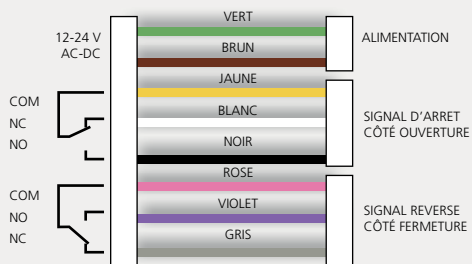 12-24 V
AC-DC
COM
NC
NO
COM
NO
NC
VERT
BRUN
JAUNE
BLANC
NOIR
ROSE
VIOLET
GRIS
ALIMENTATION
SIGNAL D'ARRET
CÔTÉ OUVERTURE
SIGNAL REVERSE
CÔTÉ FERMETURE